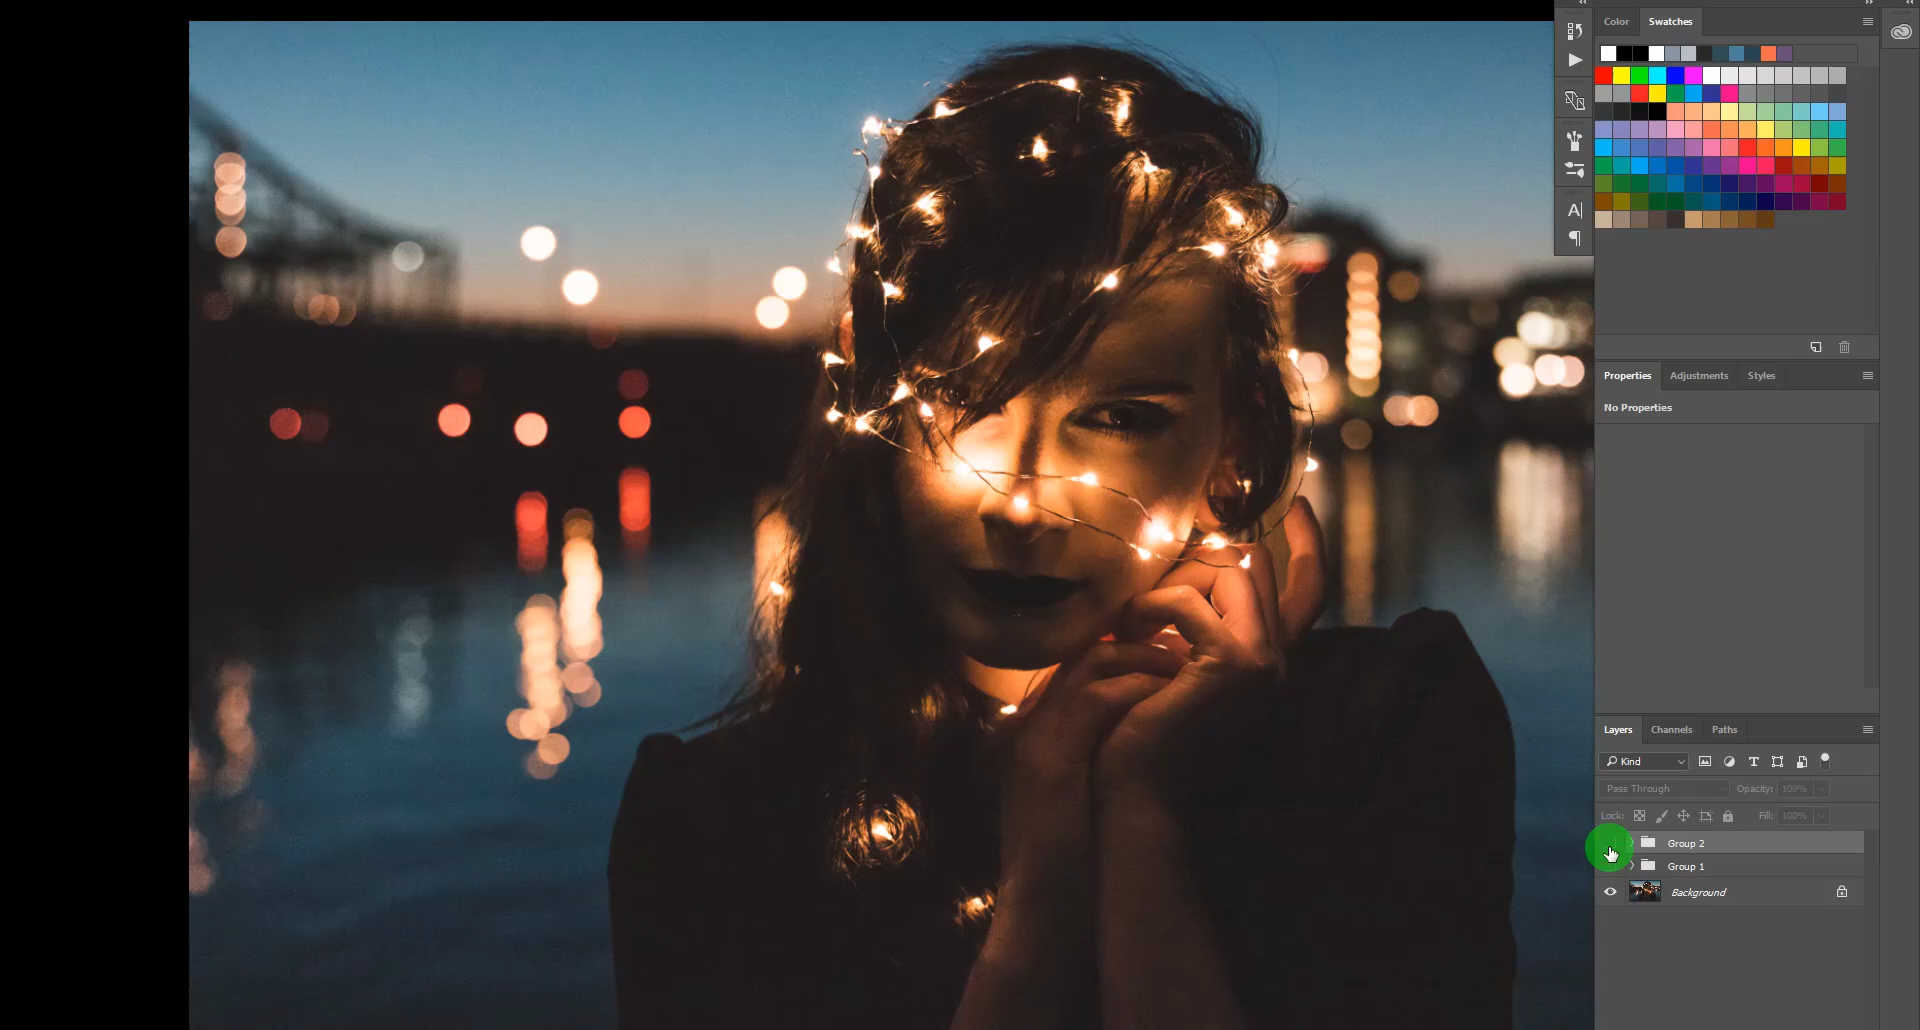 Color Swatches
Properties Adjustments Styles
No Properties
Layers Channels Paths
Kind
Pass Through Opacity: 100%
Lock: Fill: 100%
Group 2
Group 1
Background